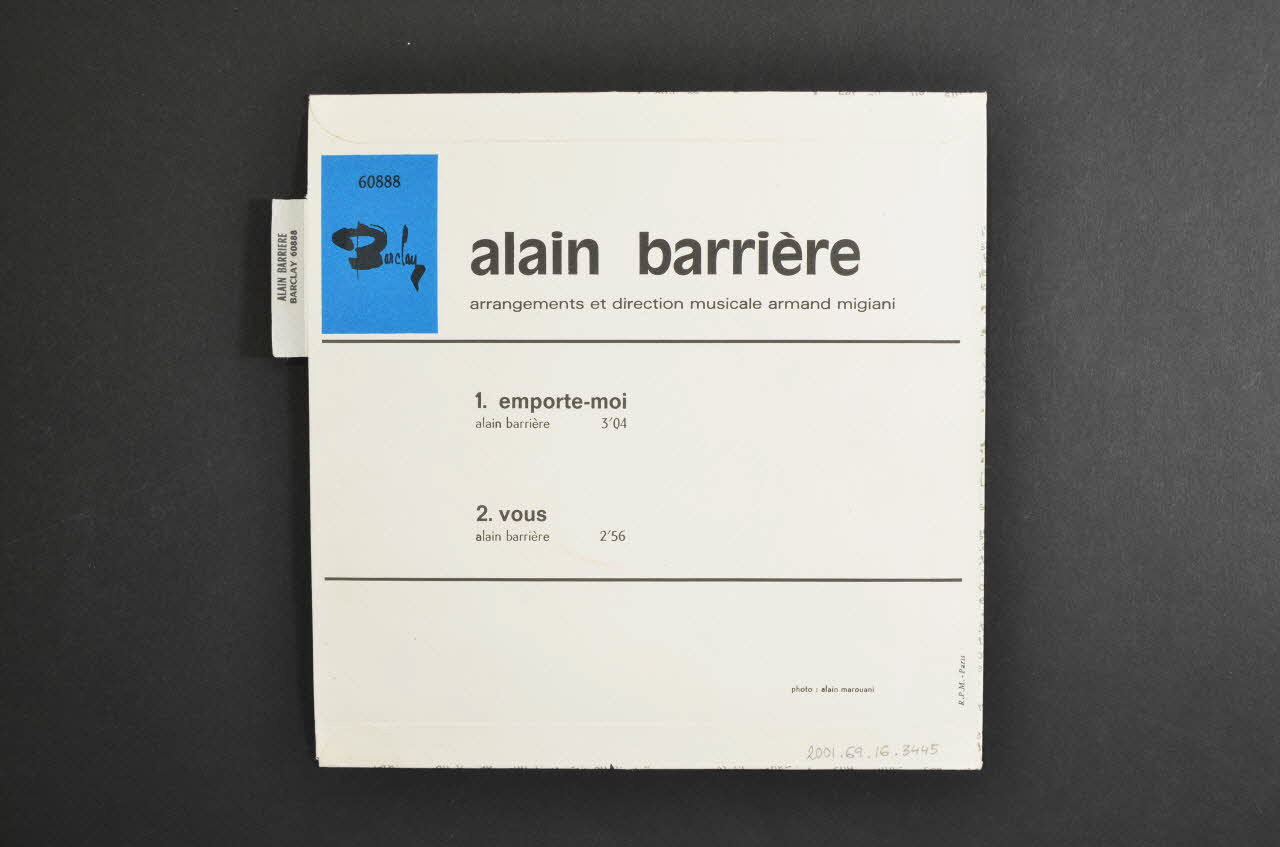 60888
Barclay
ALAIN BARRIERE
BARCLAY 60888
alain barrière
arrangements et direction musicale armand migiani
1. emporte-moi
alain barrière 3'04
2. vous
alain barrière 2'56
photo : alain marouani
R.P.M. - Paris
2001.69.16.3445